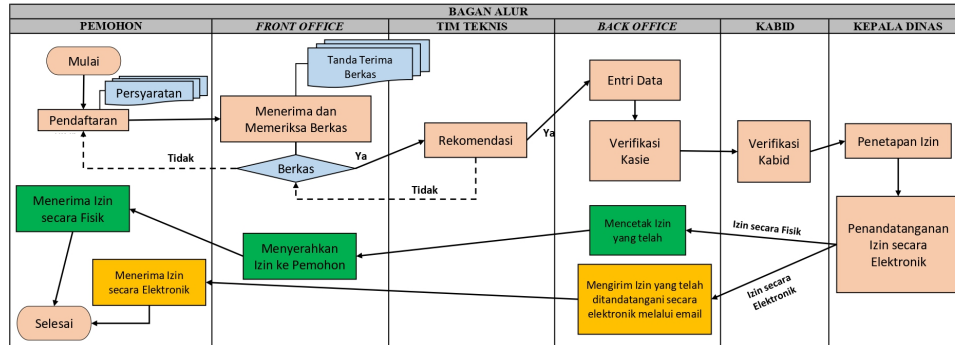 BAGAN ALUR
PEMOHON
FRONT OFFICE
TIM TEKNIS
BACK OFFICE
KABID
KEPALA DINAS
Mulai
Persyaratan
Pendaftaran
Tanda Terima
Berkas
Menerima dan
Memeriksa Berkas
Berkas
Tidak
Ya
Rekomendasi
Tidak
Ya
Entri Data
Verifikasi
Kasie
Verifikasi
Kabid
Penetapan Izin
Penandatanganan
Izin secara
Elektronik
Izin secara Fisik
Izin secara
Elektronik
Mencetak Izin
yang telah
Mengirim Izin yang telah
ditandatangani secara
elektronik melalui email
Menyerahkan
Izin ke Pemohon
Menerima Izin
secara Fisik
Menerima Izin
secara Elektronik
Selesai